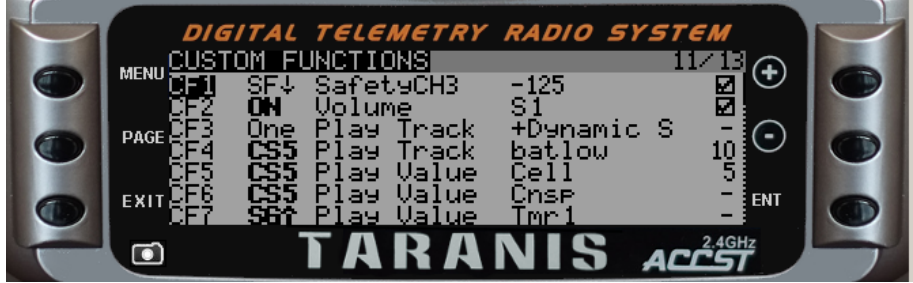 DIGITAL TELEMETRY RADIO SYSTEM
MENU
PAGE
EXIT
CUSTOM FUNCTIONS 11/13
CF1 SF↓ SafetyCH3 -125
CF2 ON Volume S1
CF3 One Play Track +Dynamic S -
CF4 CS5 Play Track batlow 10
CF5 CS5 Play Value Cell 5
CF6 CS5 Play Value Cnsp -
CF7 SG↑ Play Value Tmr1 -
+
-
ENT
TARANIS
2.4GHz
ACCST